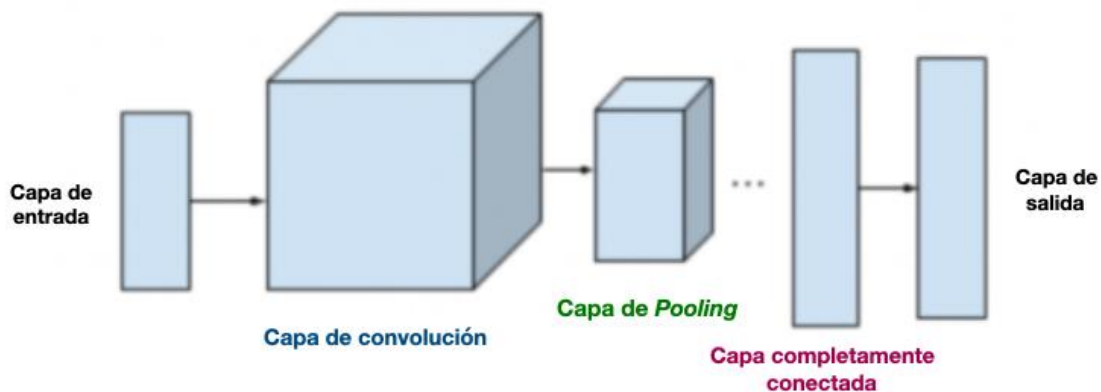 Capa de
entrada
Capa de convolución
Capa de Pooling
Capa completamente
conectada
Capa de
salida